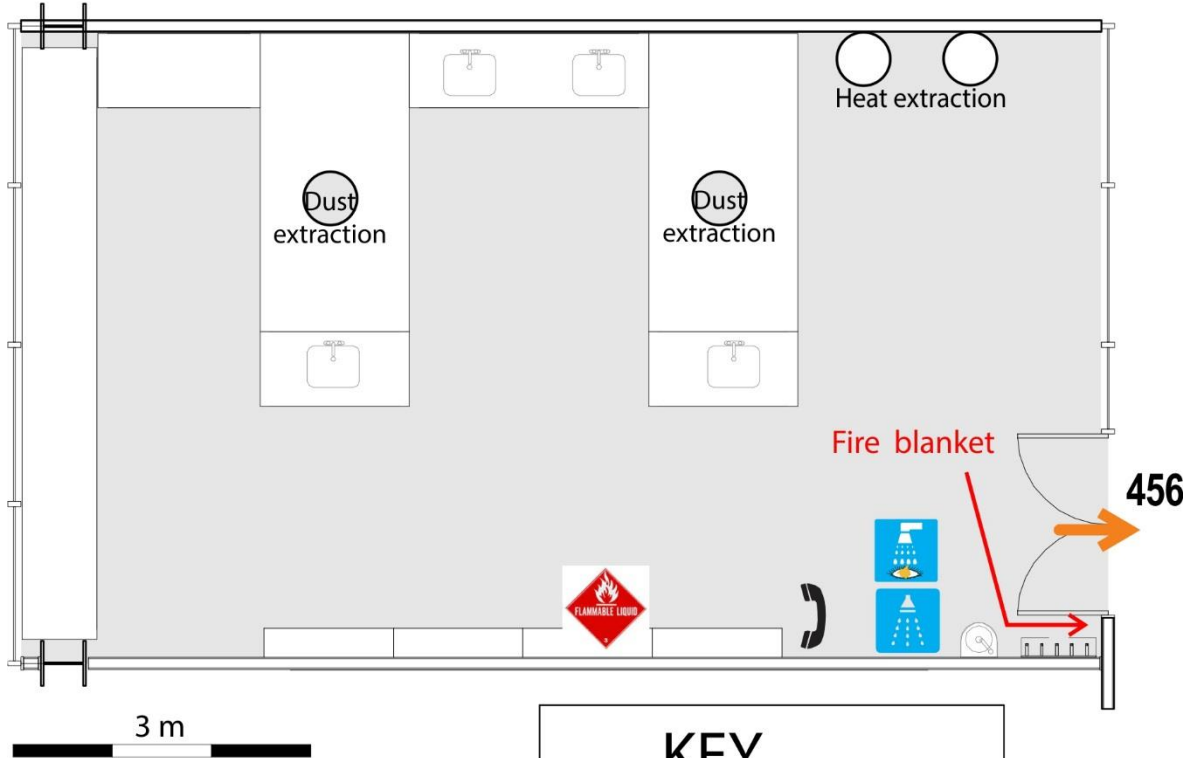 Heat extraction
Dust
extraction
Dust
extraction
Fire blanket
456
FLAMMABLE LIQUID
3 m
KEY